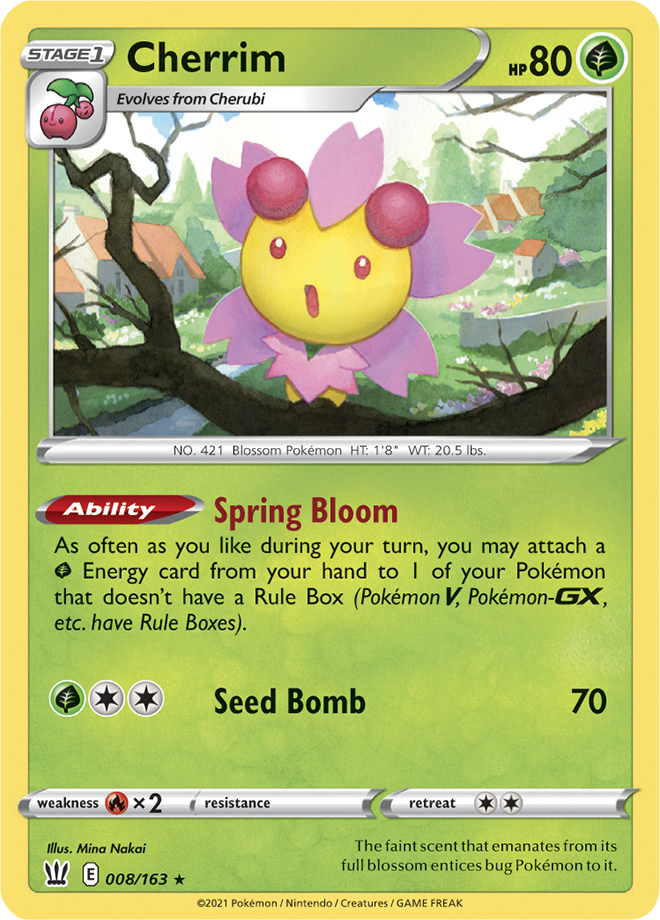 STAGE1
Cherrim
HP80
Evolves from Cherubi
NO. 421 Blossom Pokémon HT: 1'8" WT: 20.5 lbs.
Ability
Spring Bloom
As often as you like during your turn, you may attach a
Energy card from your hand to 1 of your Pokémon
that doesn't have a Rule Box (Pokémon V, Pokémon-GX,
etc. have Rule Boxes).
Seed Bomb 70
weakness ×2 resistance retreat
Illus. Mina Nakai
The faint scent that emanates from its
full blossom entices bug Pokémon to it.
E 008/163 ★
©2021 Pokémon / Nintendo / Creatures / GAME FREAK